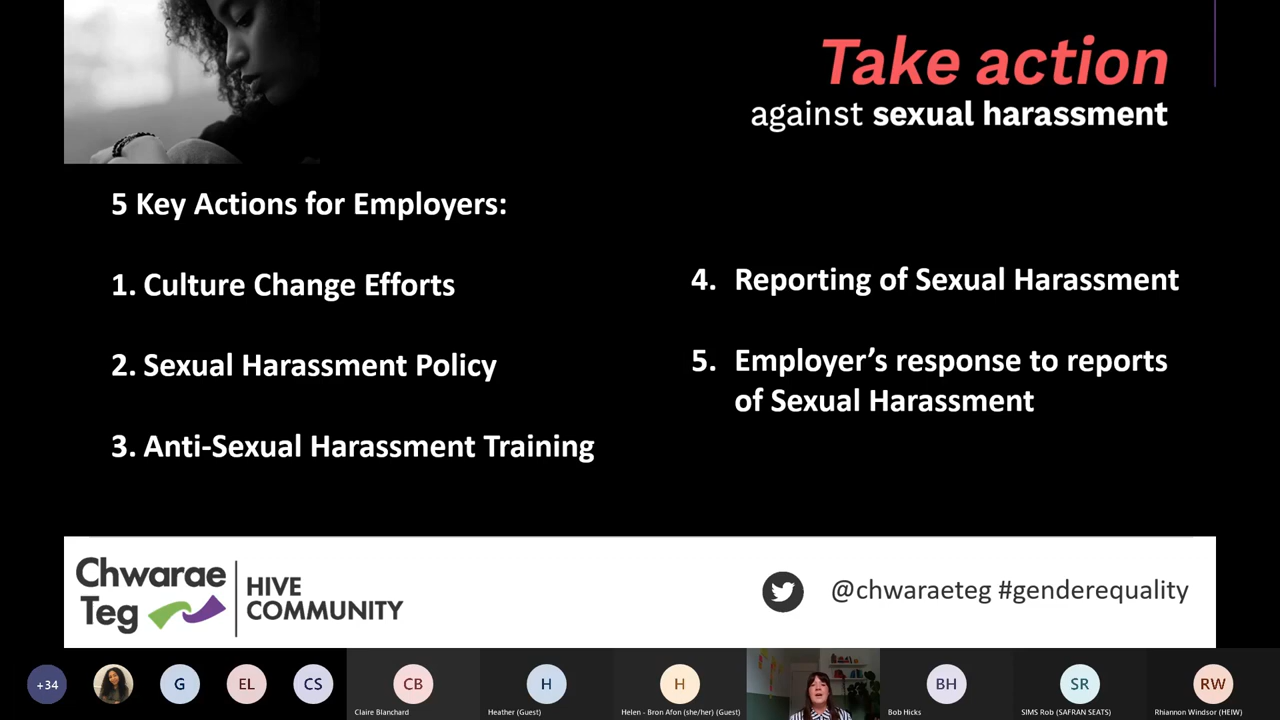 Take action
against sexual harassment
5 Key Actions for Employers:
1. Culture Change Efforts
2. Sexual Harassment Policy
3. Anti-Sexual Harassment Training
4. Reporting of Sexual Harassment
5. Employer’s response to reports
of Sexual Harassment
Chwarae
Teg
HIVE
COMMUNITY
@chwaraeteg #genderequality
+34
G
EL
CS
CB
Claire Blanchard
H
Heather (Guest)
H
Helen - Bron Afon (she/her) (Guest)
BH
Bob Hicks
SR
SIMS Rob (SAFRAN SEATS)
RW
Rhiannon Windsor (HEIW)